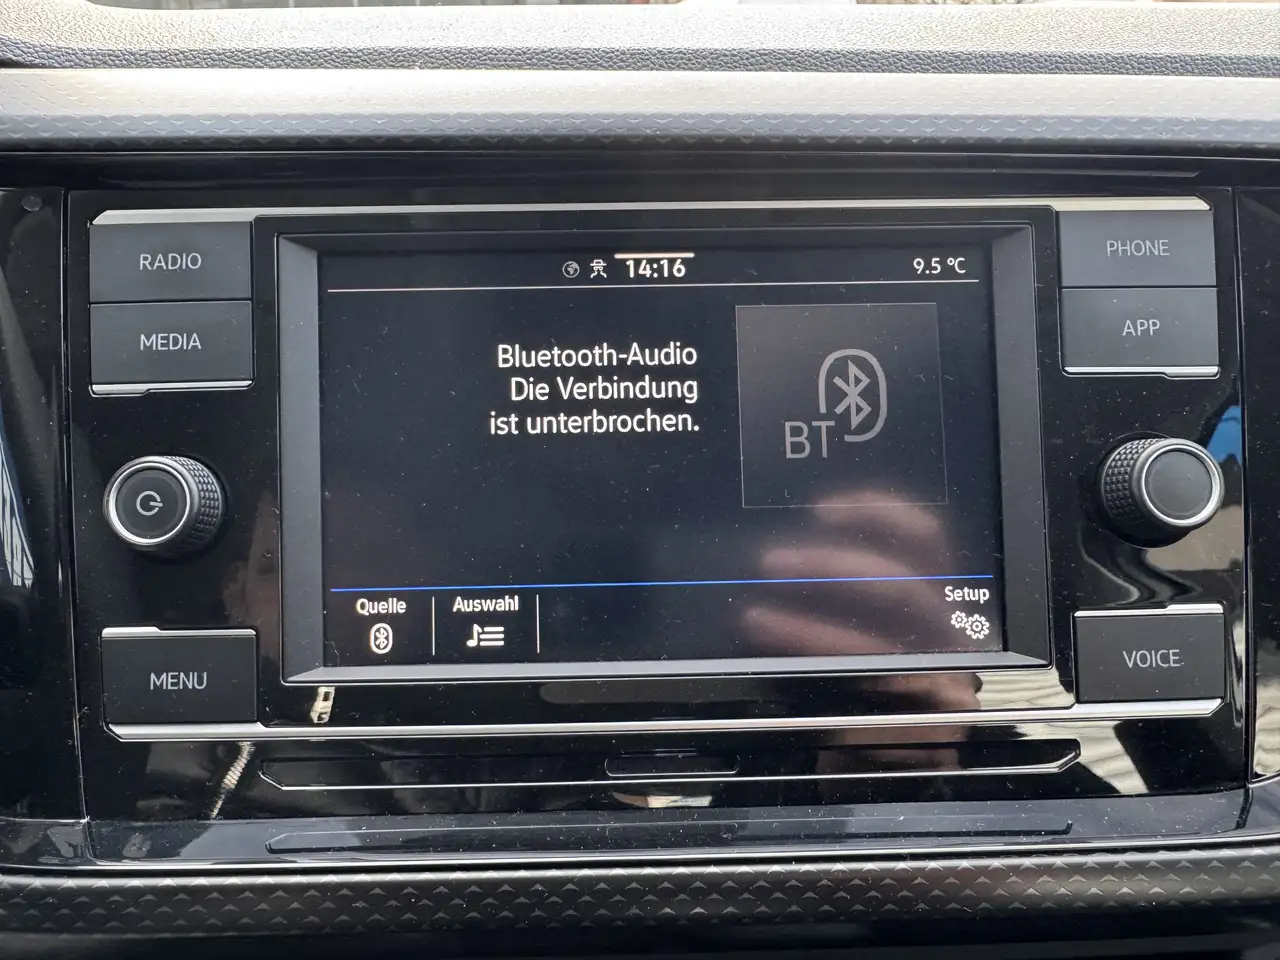 RADIO
MEDIA
MENU
14:16
9.5 °C
Bluetooth-Audio
Die Verbindung
ist unterbrochen.
BT
Quelle
Auswahl
Setup
PHONE
APP
VOICE